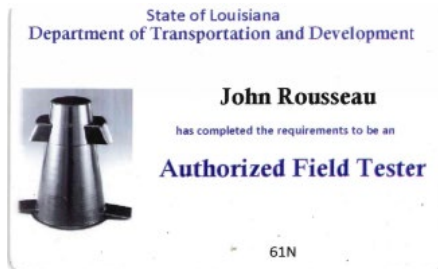 State of Louisiana
Department of Transportation and Development
John Rousseau
has completed the requirements to be an
Authorized Field Tester
61N